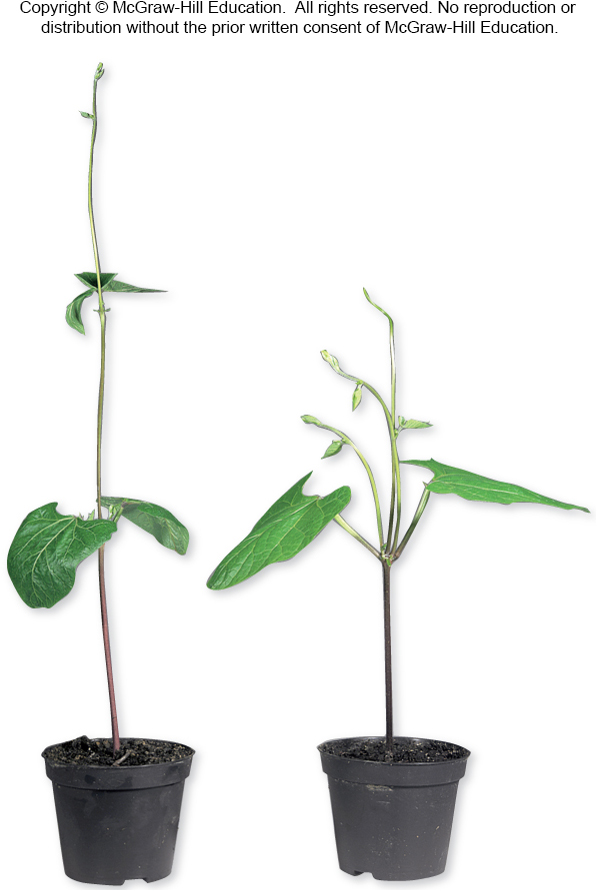 Copyright © McGraw-Hill Education.  All rights reserved. No reproduction or
distribution without the prior written consent of McGraw-Hill Education.